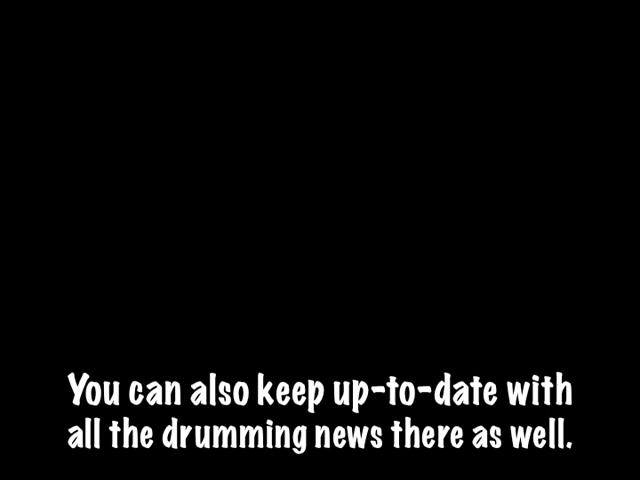 You can also keep up-to-date with
all the drumming news there as well.